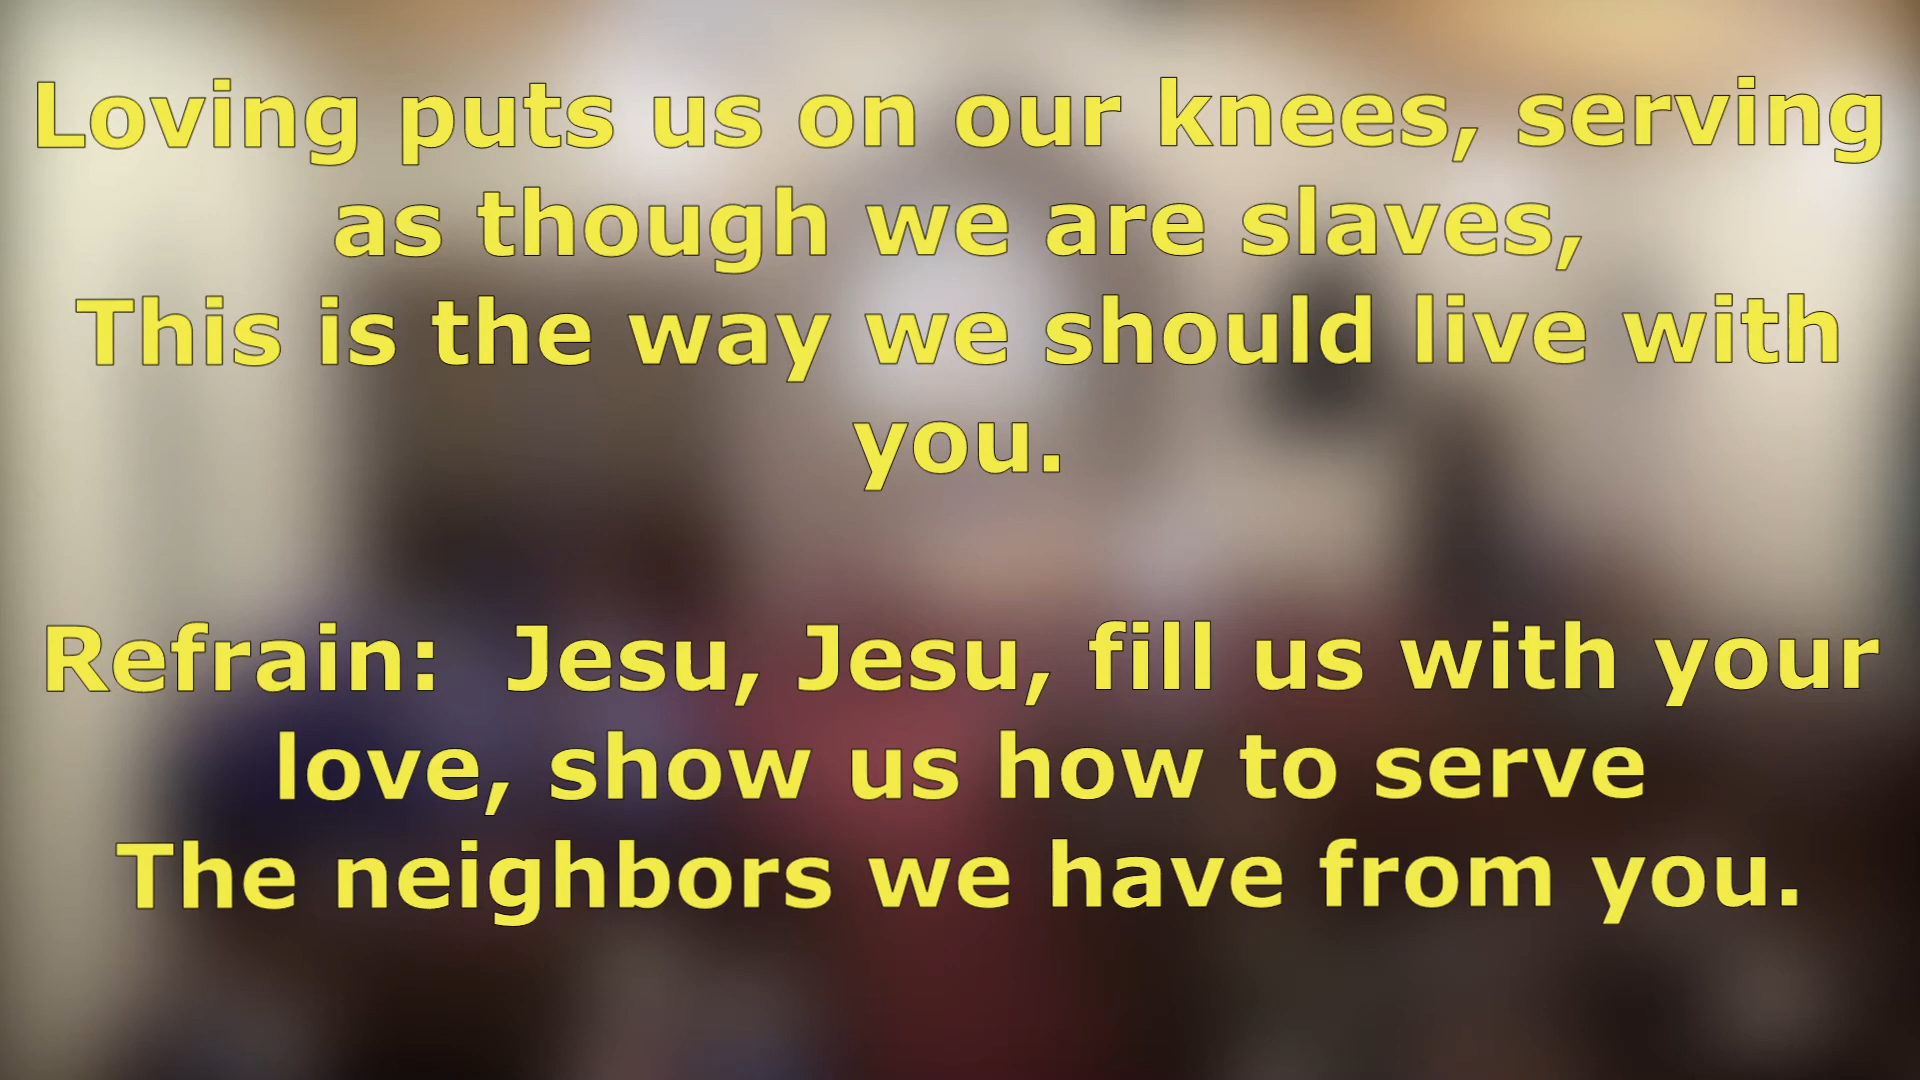 Loving puts us on our knees, serving
as though we are slaves,
This is the way we should live with
you.
Refrain:  Jesu, Jesu, fill us with your
love, show us how to serve
The neighbors we have from you.